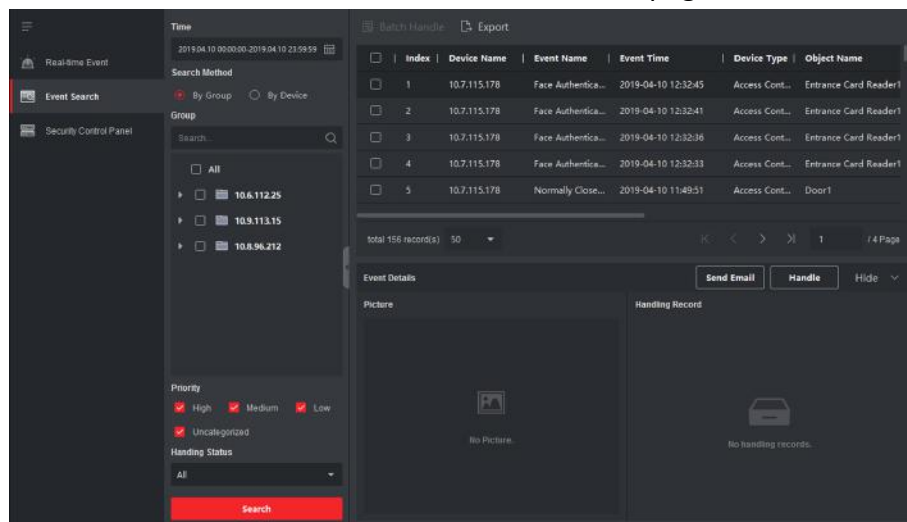 Real-time Event
Event Search
Security Control Panel
Time
2019.04.10 00:00:00-2019.04.10 23:59:59
Search Method
By Group By Device
Group
Search...
All
10.6.112.25
10.9.113.15
10.8.96.212
Priority
High Medium Low
Uncategorized
Handing Status
All
Search
Batch Handle Export
Index Device Name Event Name Event Time Device Type Object Name
1 10.7.115.178 Face Authentica... 2019-04-10 12:32:45 Access Cont... Entrance Card Reader1
2 10.7.115.178 Face Authentica... 2019-04-10 12:32:41 Access Cont... Entrance Card Reader1
3 10.7.115.178 Face Authentica... 2019-04-10 12:32:36 Access Cont... Entrance Card Reader1
4 10.7.115.178 Face Authentica... 2019-04-10 12:32:33 Access Cont... Entrance Card Reader1
5 10.7.115.178 Normally Close... 2019-04-10 11:49:51 Access Cont... Door1
total 156 record(s) 50 1 / 4 Page
Event Details Send Email Handle Hide
Picture
No Picture.
Handling Record
No handling records.